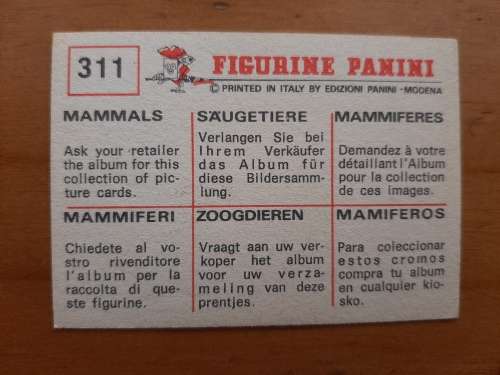 311
FIGURINE PANINI
© PRINTED IN ITALY BY EDZIONI PANINI - MODENA
MAMMALS
Ask your retailer
the album for this
collection of pic-
ture cards.
SÄUGETIERE
Verlangen Sie bei
Ihrem Verkäufer
das Album für
diese Bildersamm-
lung.
MAMMIFERES
Demandez à votre
détaillant l'Album
pour la collection
de ces images.
MAMMIFERI
Chiedete al vo-
stro rivenditore
l'album per la
raccolta di que-
ste figurine.
ZOOGDIEREN
Vraagt aan uw ver-
koper het album
voor uw verza-
meling van deze
prentjes.
MAMIFEROS
Para coleccionar
estos cromos
compra tu album
en cualquier kio-
sko.